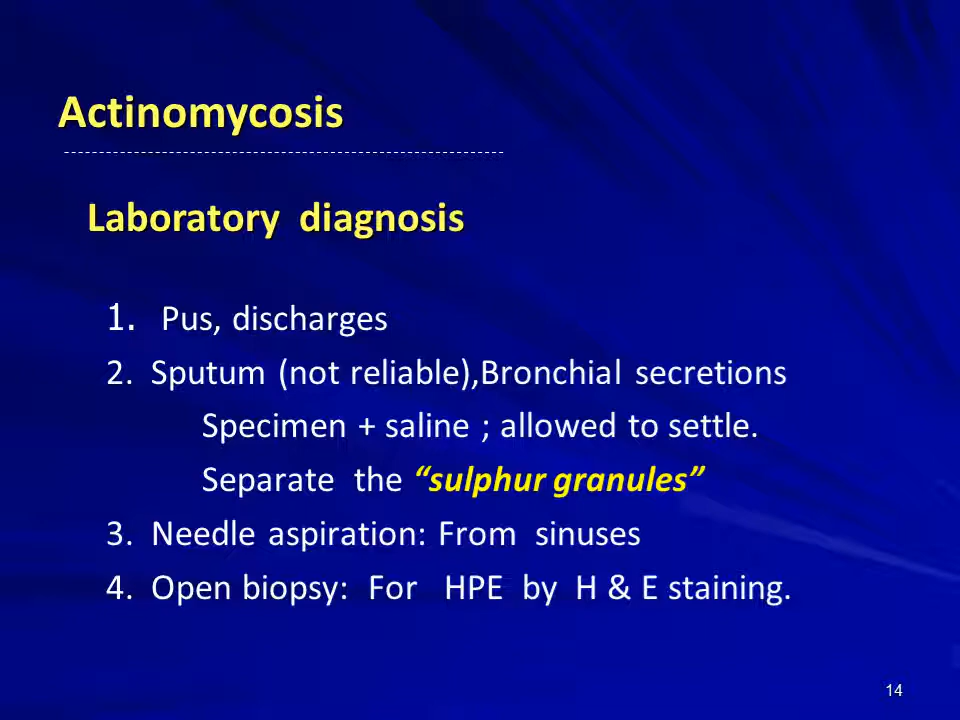 Actinomycosis
Laboratory diagnosis
1. Pus, discharges
2. Sputum (not reliable),Bronchial secretions
Specimen + saline ; allowed to settle.
Separate the “sulphur granules”
3. Needle aspiration: From sinuses
4. Open biopsy: For HPE by H & E staining.
14